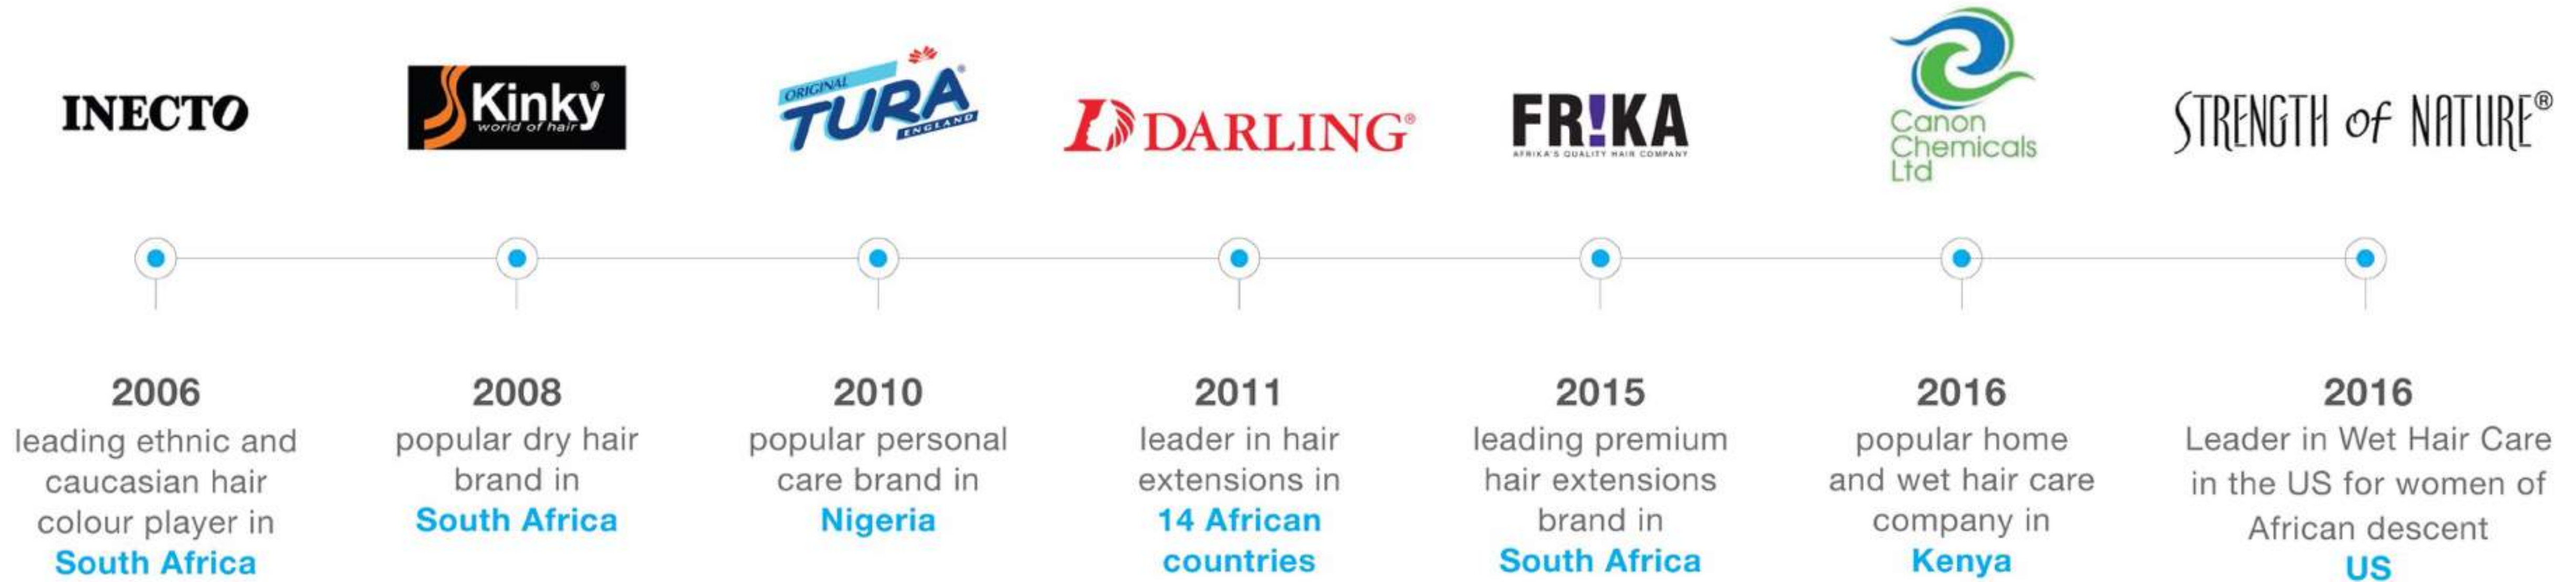 INECTO
Kinky®
world of hair
ORIGINAL
TURA®
ENGLAND
DARLING®
FR!KA
AFRIKA'S QUALITY HAIR COMPANY
Canon
Chemicals
Ltd
STRENGTH of NATURE®
2006
leading ethnic and
caucasian hair
colour player in
South Africa
2008
popular dry hair
brand in
South Africa
2010
popular personal
care brand in
Nigeria
2011
leader in hair
extensions in
14 African
countries
2015
leading premium
hair extensions
brand in
South Africa
2016
popular home
and wet hair care
company in
Kenya
2016
Leader in Wet Hair Care
in the US for women of
African descent
US